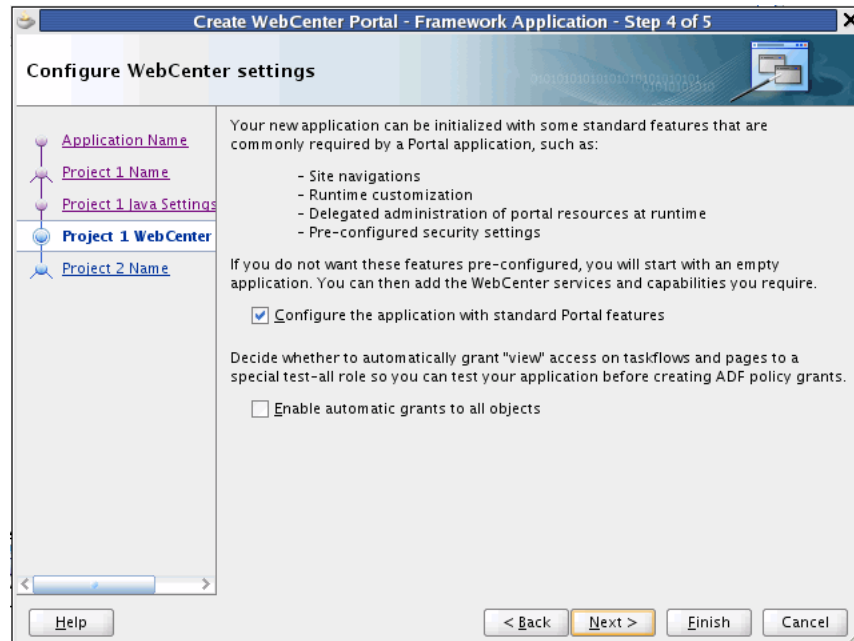 Create WebCenter Portal - Framework Application - Step 4 of 5
Configure WebCenter settings
Application Name
Project 1 Name
Project 1 Java Settings
Project 1 WebCenter
Project 2 Name
Your new application can be initialized with some standard features that are
commonly required by a Portal application, such as:
- Site navigations
- Runtime customization
- Delegated administration of portal resources at runtime
- Pre-configured security settings
If you do not want these features pre-configured, you will start with an empty
application. You can then add the WebCenter services and capabilities you require.
Configure the application with standard Portal features
Decide whether to automatically grant "view" access on taskflows and pages to a
special test-all role so you can test your application before creating ADF policy grants.
Enable automatic grants to all objects
Help
< Back
Next >
Finish
Cancel